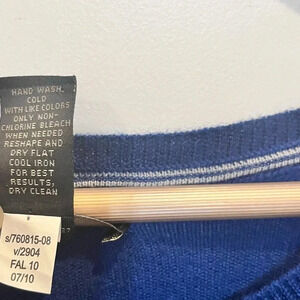 HAND WASH,
COLD
WITH LIKE COLORS
ONLY NON-
CHLORINE BLEACH
WHEN NEEDED
RESHAPE AND
DRY FLAT
COOL IRON
FOR BEST
RESULTS,
DRY CLEAN
s/760815-08
v/2904
FAL 10
07/10